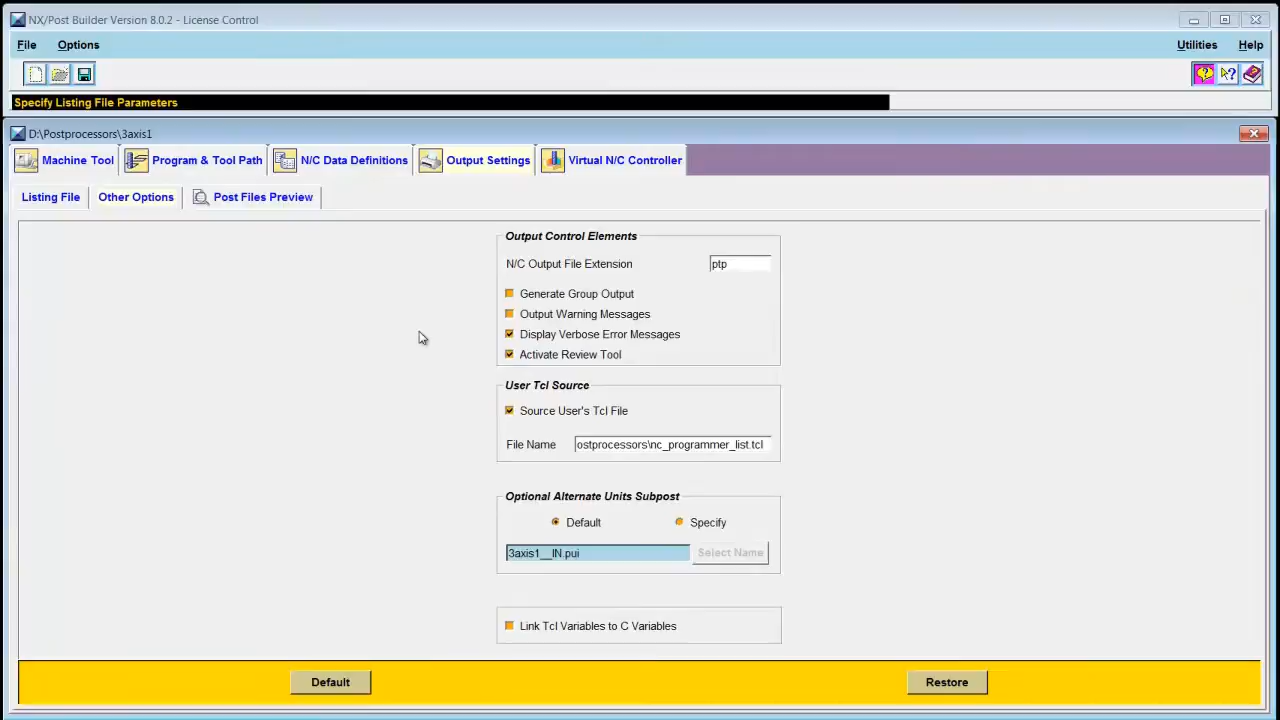 NX/Post Builder Version 8.0.2 - License Control
File Options Utilities Help
Specify Listing File Parameters
D:\Postprocessors\3axis1
Machine Tool Program & Tool Path N/C Data Definitions Output Settings Virtual N/C Controller
Listing File Other Options Post Files Preview
Output Control Elements
N/C Output File Extension ptp
Generate Group Output
Output Warning Messages
Display Verbose Error Messages
Activate Review Tool
User Tcl Source
Source User's Tcl File
File Name ostprocessors\nc_programmer_list.tcl
Optional Alternate Units Subpost
Default Specify
3axis1__IN.pui Select Name
Link Tcl Variables to C Variables
Default Restore